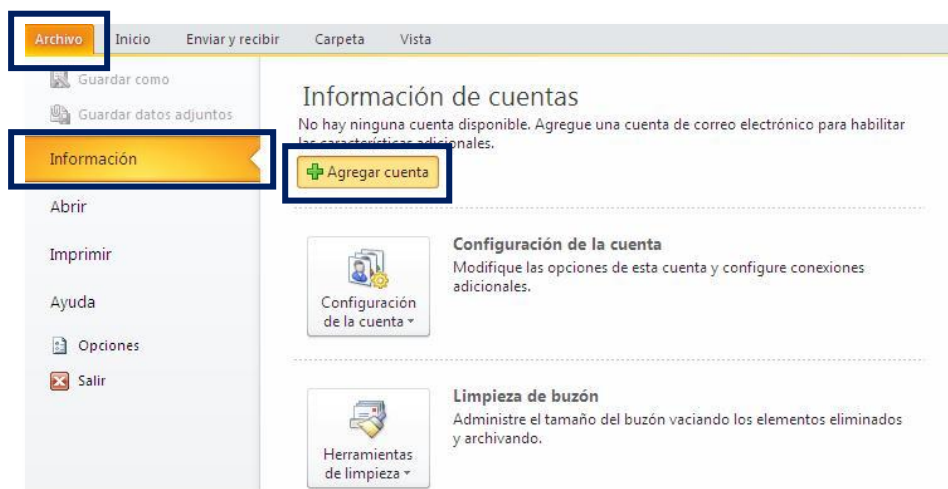 Archivo Inicio Enviar y recibir Carpeta Vista
Guardar como
Guardar datos adjuntos
Información
Abrir
Imprimir
Ayuda
Opciones
Salir
Información de cuentas
No hay ninguna cuenta disponible. Agregue una cuenta de correo electrónico para habilitar
las características adicionales.
Agregar cuenta
Configuración
de la cuenta
Configuración de la cuenta
Modifique las opciones de esta cuenta y configure conexiones
adicionales.
Herramientas
de limpieza
Limpieza de buzón
Administre el tamaño del buzón vaciando los elementos eliminados
y archivando.